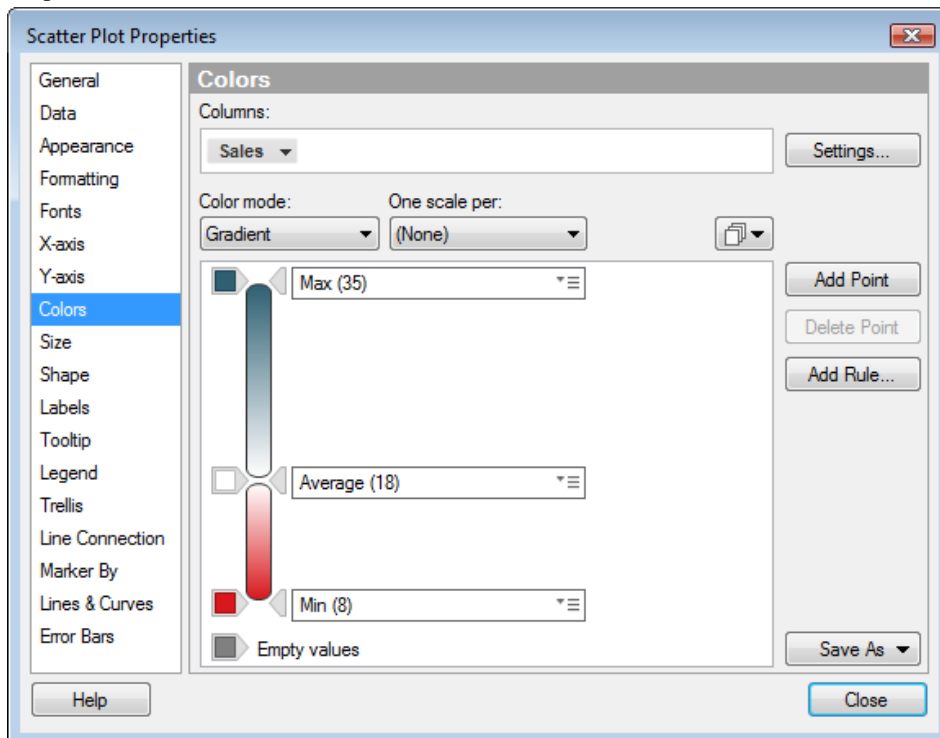 Scatter Plot Properties
General
Data
Appearance
Formatting
Fonts
X-axis
Y-axis
Colors
Size
Shape
Labels
Tooltip
Legend
Trellis
Line Connection
Marker By
Lines & Curves
Error Bars
Colors
Columns:
Sales
Settings...
Color mode: One scale per:
Gradient (None)
Max (35)
Add Point
Delete Point
Add Rule...
Average (18)
Min (8)
Empty values
Save As
Help
Close